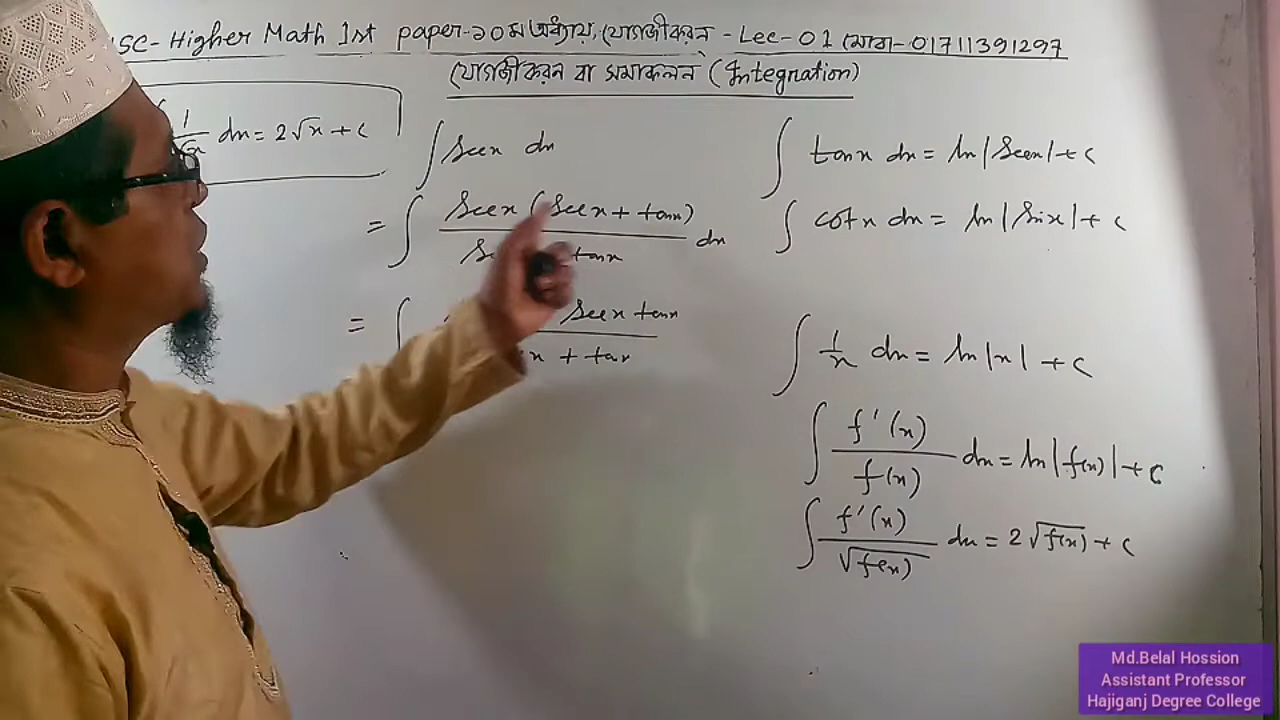 SC- Higher Math 1st paper-১০ম অধ্যায়, যোগজীকরন - Lec-01 মোবা-01711391297
যোগজীকরন বা সমাকলন (Integration)
1/√x dx = 2√x + c
∫ secx dx
= ∫ secx (secx + tanx) / tanx dx
= ∫ secx tanx / x + tanx
∫ tanx dx = ln|secx| + c
∫ cotx dx = ln|sinx| + c
∫ 1/x dx = ln|x| + c
∫ f'(x)/f(x) dx = ln|f(x)| + c
∫ f'(x)/√f(x) dx = 2√f(x) + c
Md.Belal Hossion
Assistant Professor
Hajiganj Degree College